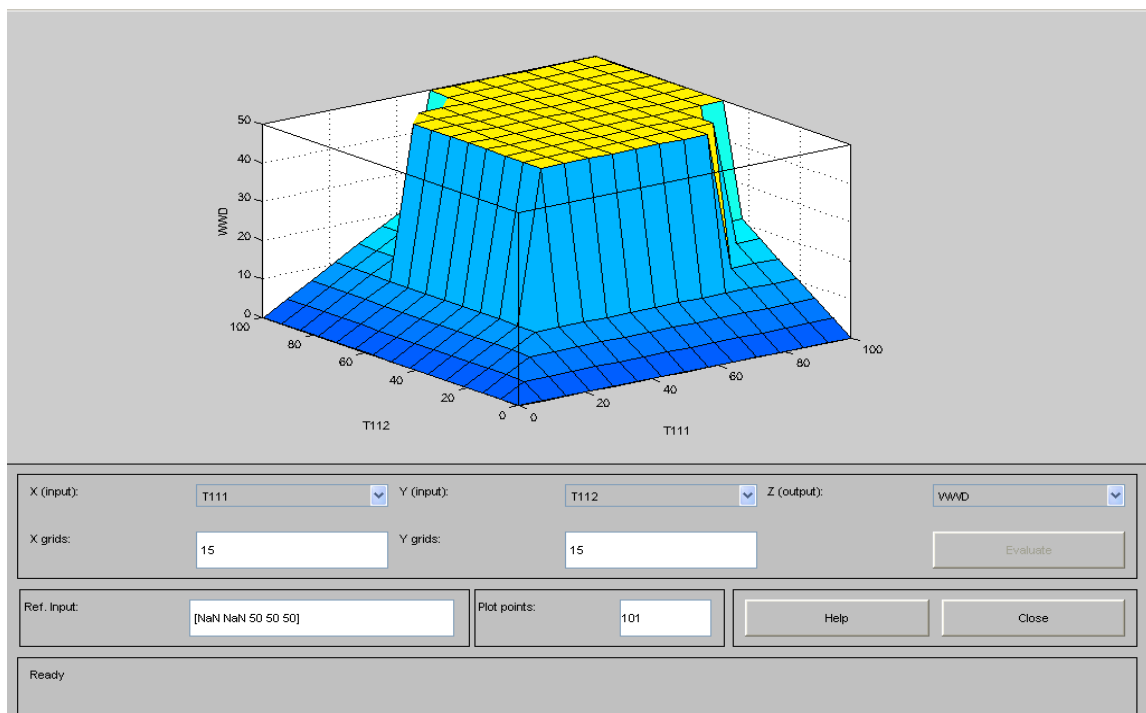 50
40
30
20
10
0
WWD
100
80
60
40
20
0
T112
0
20
40
60
80
100
T111
X (input):
T111
Y (input):
T112
Z (output):
WWD
X grids:
15
Y grids:
15
Evaluate
Ref. Input:
[NaN NaN 50 50 50]
Plot points:
101
Help
Close
Ready